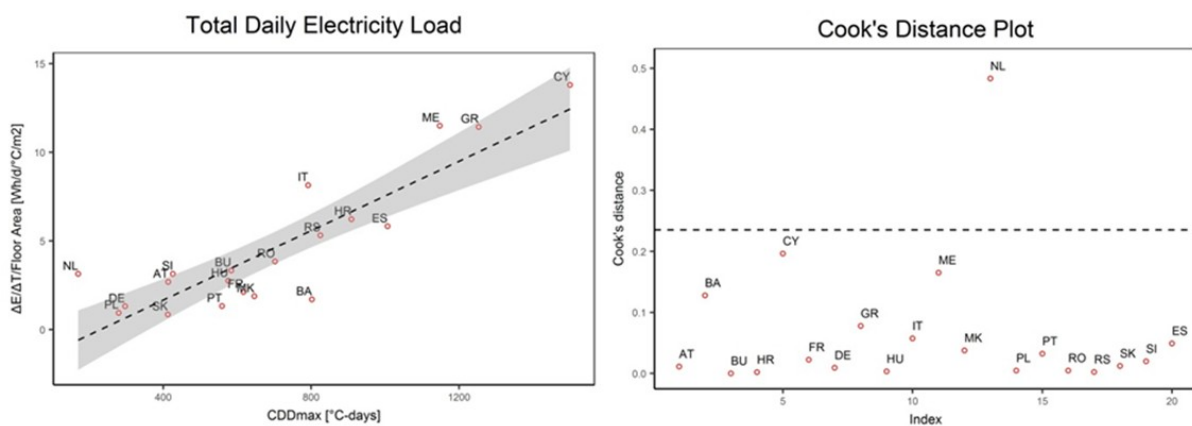 Total Daily Electricity Load
15
10
5
0
ΔE/ΔT/Floor Area [Wh/d/°C/m2]
CY
ME
GR
IT
HR
ES
RS
RO
BU
HU
FR
MK
BA
PT
NL
SI
AT
DE
PL
SK
400
800
1200
CDDmax [°C-days]
Cook's Distance Plot
0.5
0.4
0.3
0.2
0.1
0.0
Cook's distance
NL
CY
ME
BA
GR
IT
MK
PT
ES
AT
BU
HR
FR
DE
HU
PL
RO
RS
SK
SI
5
10
15
20
Index